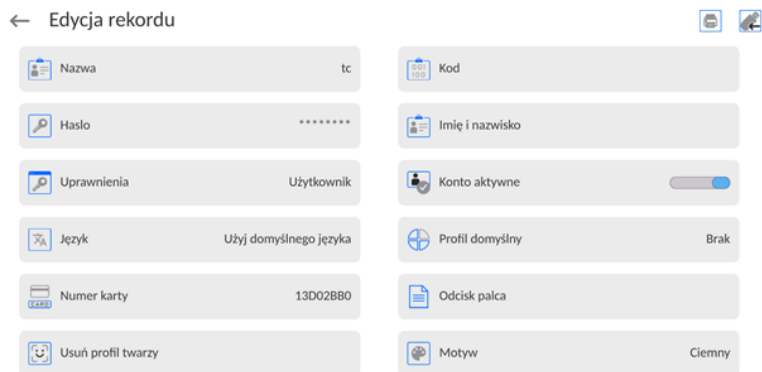 Edycja rekordu
Nazwa tc
Kod
Hasło ********
Imię i nazwisko
Uprawnienia Użytkownik
Konto aktywne
Język Użyj domyślnego języka
Profil domyślny Brak
Numer karty 13D02BB0
Odcisk palca
Usuń profil twarzy
Motyw Ciemny